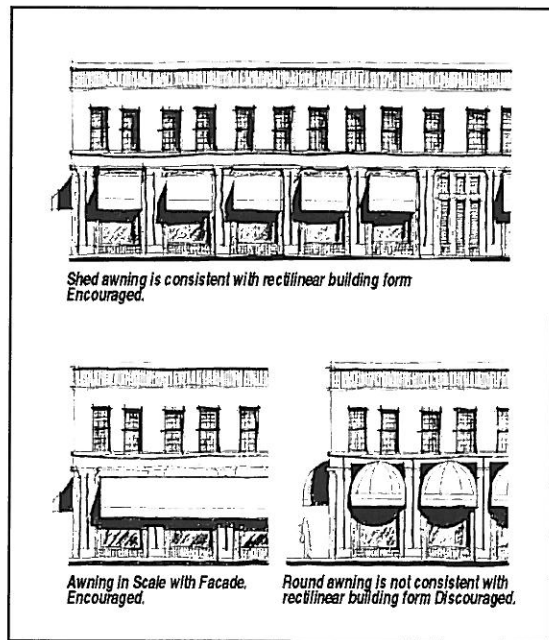 Shed awning is consistent with rectilinear building form
Encouraged.
Awning in Scale with Facade.
Encouraged.
Round awning is not consistent with
rectilinear building form Discouraged.